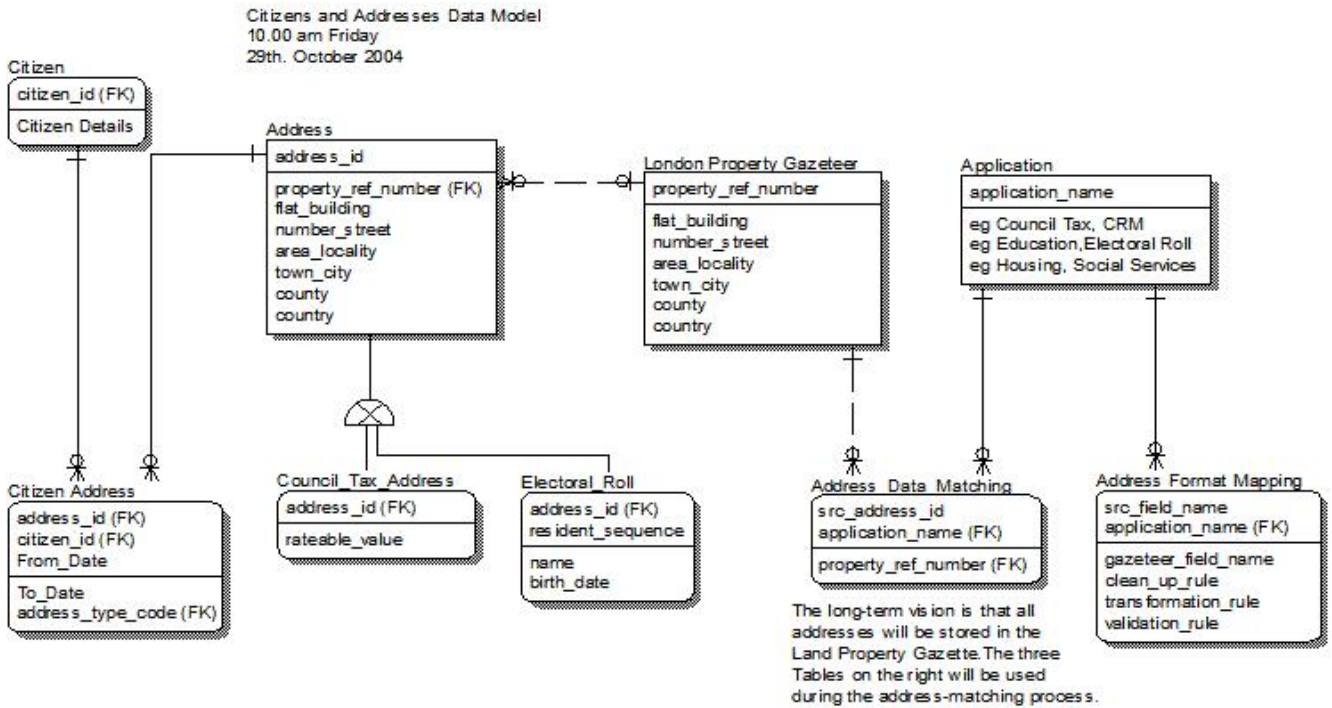 Citizens and Addresses Data Model
10.00 am Friday
29th. October 2004
Citizen
citizen_id (FK)
Citizen Details
Address
address_id
property_ref_number (FK)
flat_building
number_street
area_locality
town_city
county
country
London Property Gazeteer
property_ref_number
flat_building
number_street
area_locality
town_city
county
country
Application
application_name
eg Council Tax, CRM
eg Education,Electoral Roll
eg Housing, Social Services
Citizen Address
address_id (FK)
citizen_id (FK)
From_Date
To_Date
address_type_code (FK)
Council_Tax_Address
address_id (FK)
rateable_value
Electoral_Roll
address_id (FK)
resident_sequence
name
birth_date
Address_Data_Matching
src_address_id
application_name (FK)
property_ref_number (FK)
Address_Format Mapping
src_field_name
application_name (FK)
gazeteer_field_name
clean_up_rule
transformation_rule
validation_rule
The long-term vision is that all
addresses will be stored in the
Land Property Gazette.The three
Tables on the right will be used
during the address-matching process.